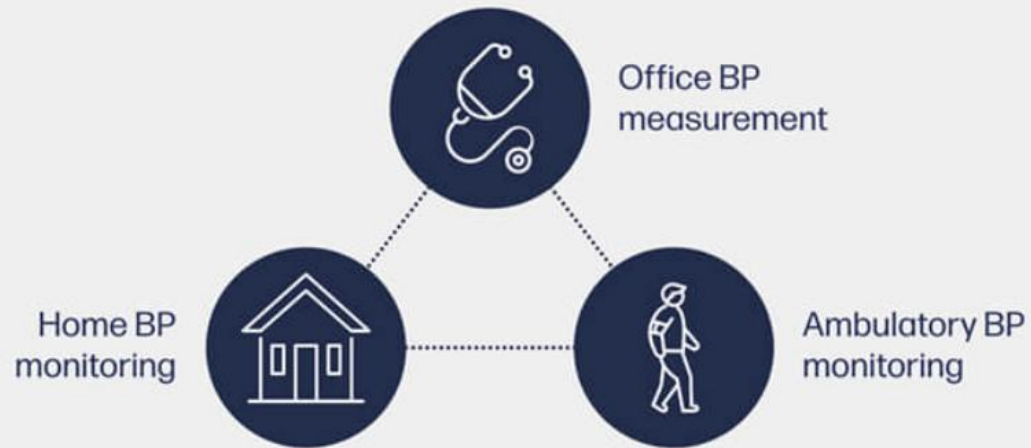 Office BP
measurement
Home BP
monitoring
Ambulatory BP
monitoring